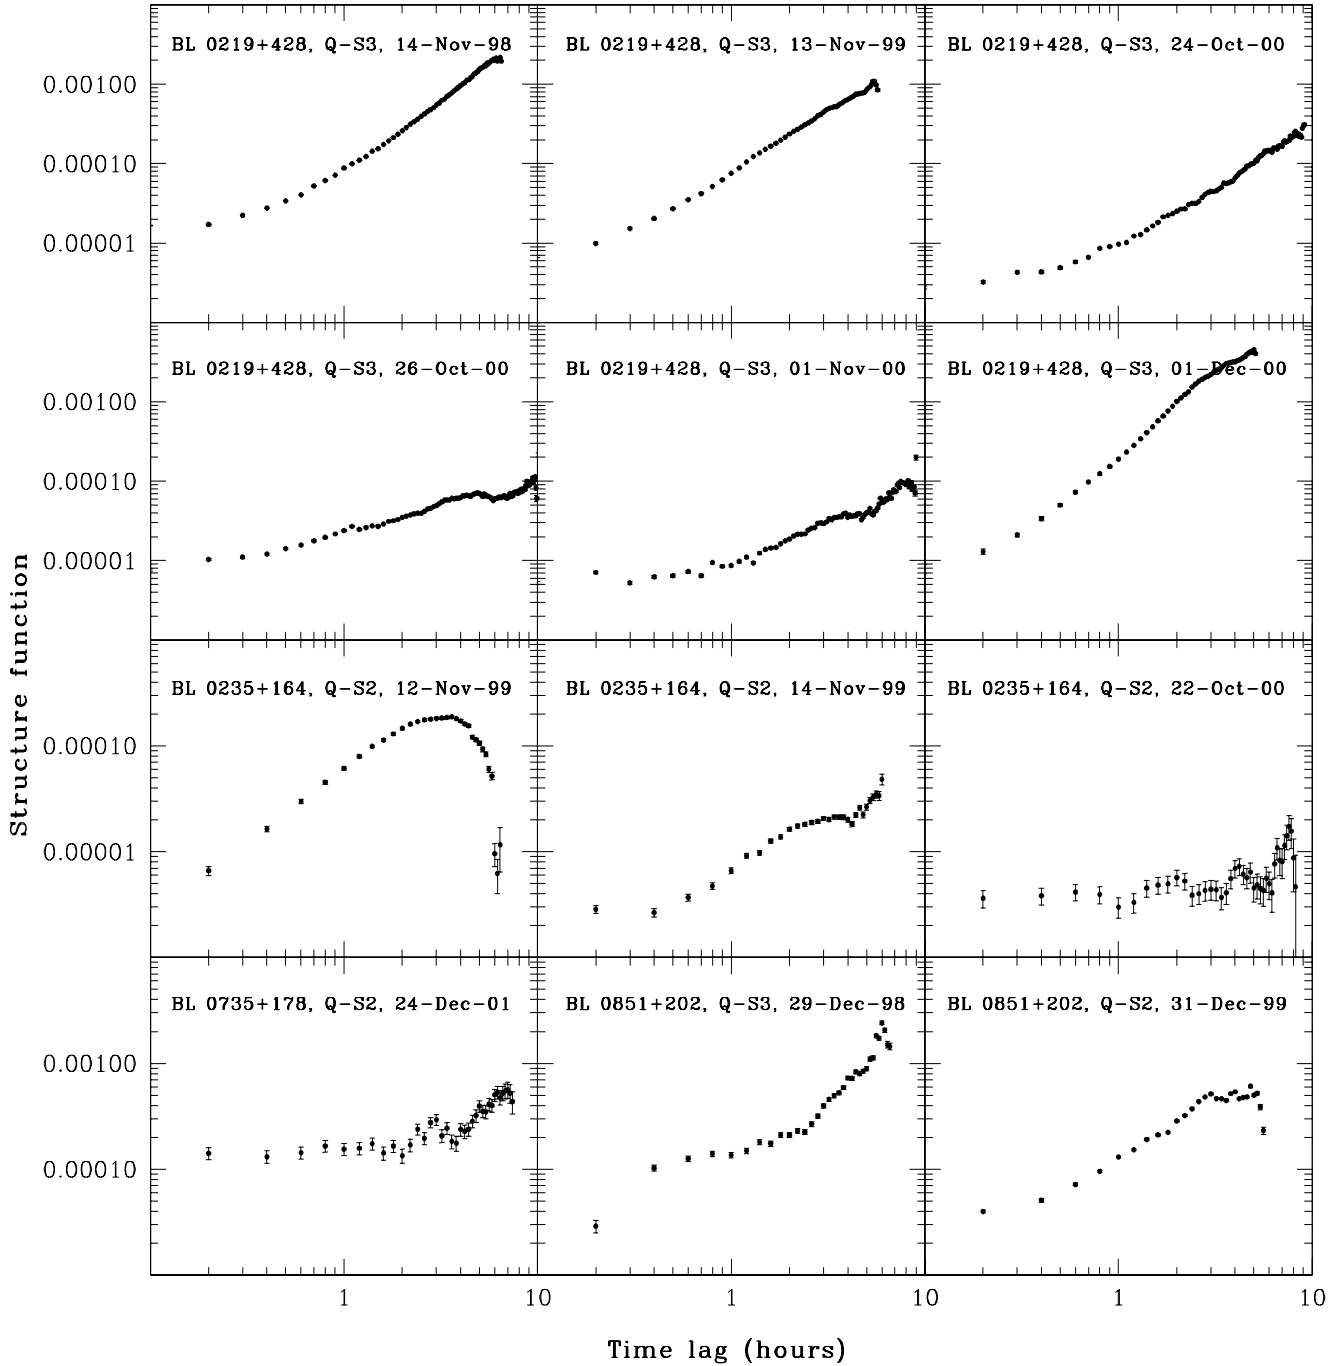 BL 0219+428, Q-S3, 14-Nov-98
BL 0219+428, Q-S3, 13-Nov-99
BL 0219+428, Q-S3, 24-Oct-00
0.00100
0.00010
0.00001
BL 0219+428, Q-S3, 26-Oct-00
BL 0219+428, Q-S3, 01-Nov-00
BL 0219+428, Q-S3, 01-Dec-00
0.00100
0.00010
0.00001
BL 0235+164, Q-S2, 12-Nov-99
BL 0235+164, Q-S2, 14-Nov-99
BL 0235+164, Q-S2, 22-Oct-00
0.00010
0.00001
BL 0735+178, Q-S2, 24-Dec-01
BL 0851+202, Q-S3, 29-Dec-98
BL 0851+202, Q-S2, 31-Dec-99
0.00100
0.00010
1
10
1
10
1
10
Structure function
Time lag (hours)